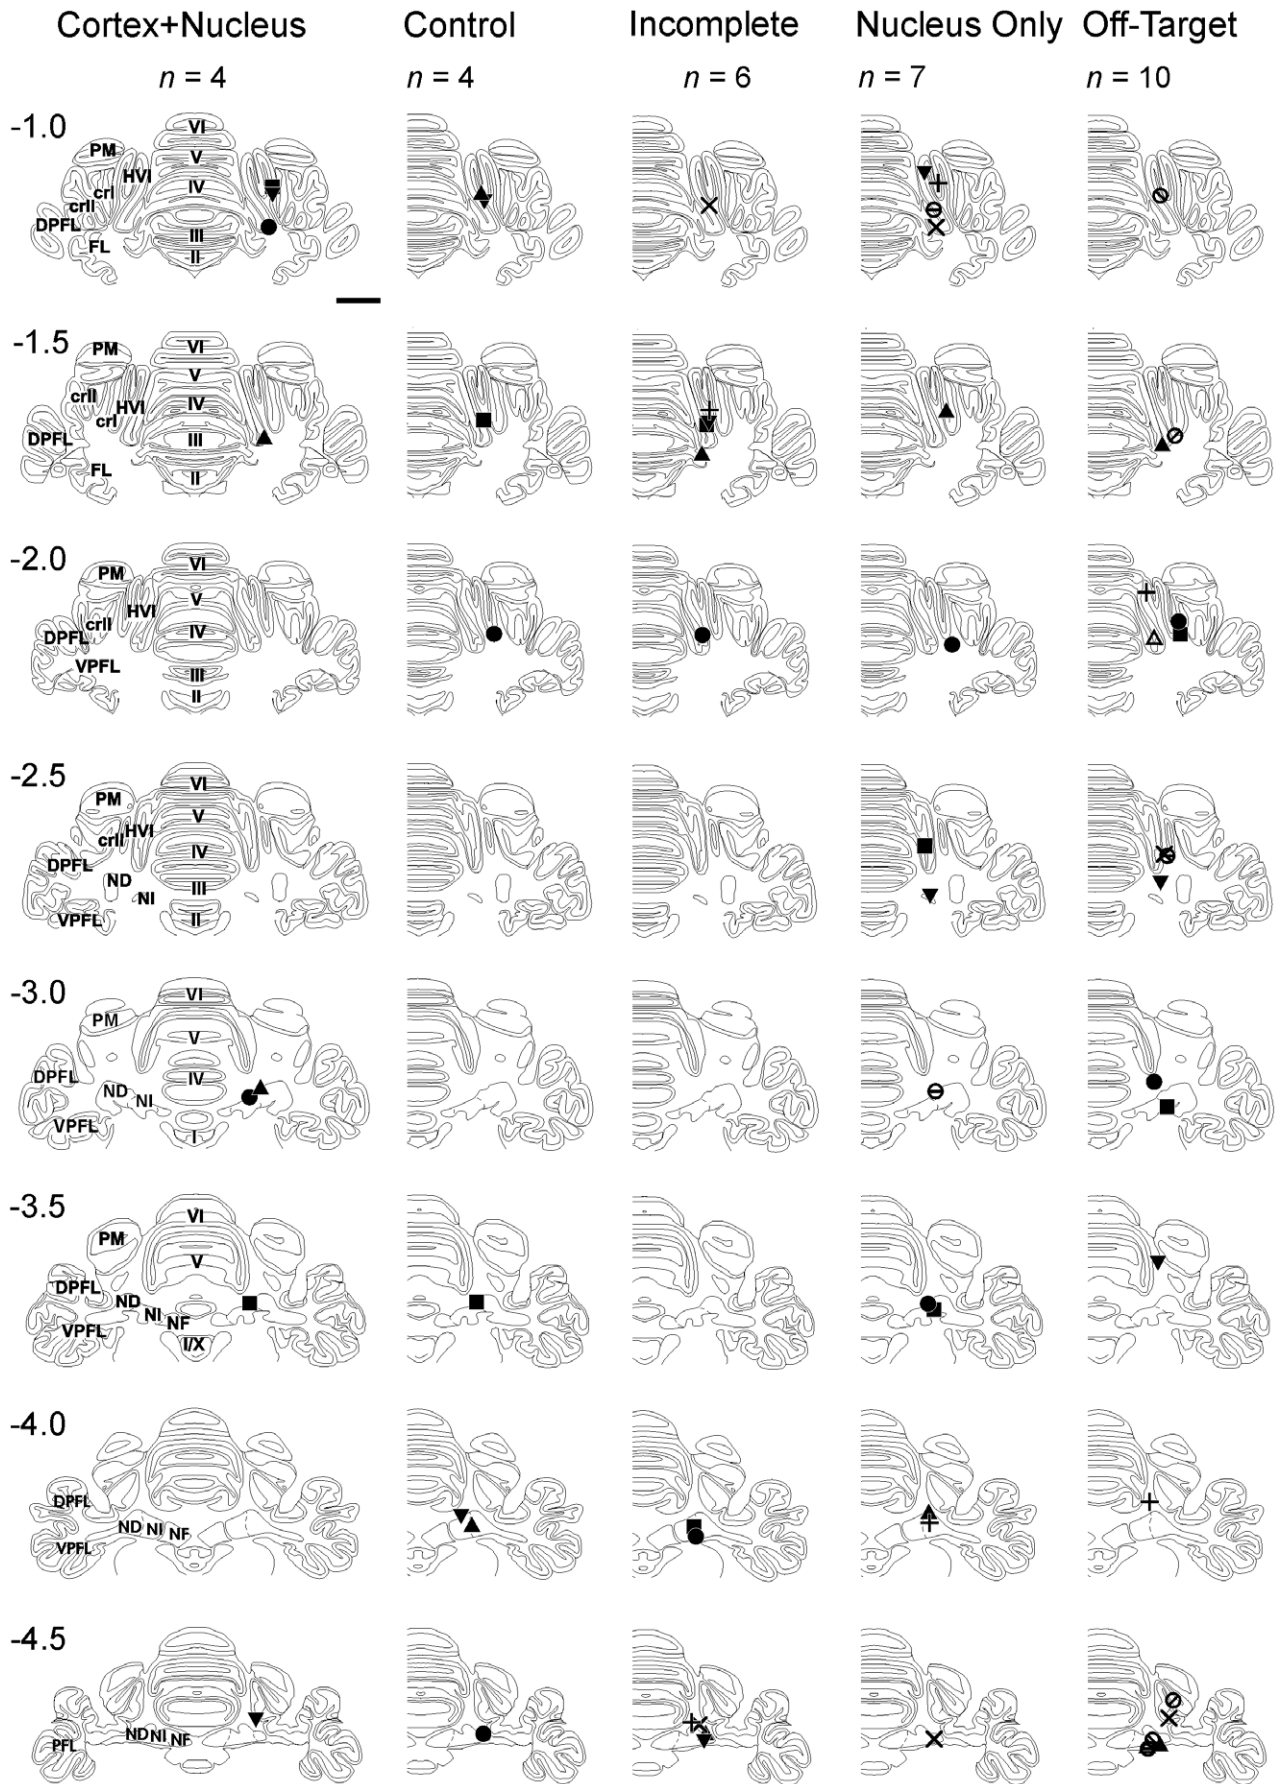 Cortex+Nucleus Control Incomplete Nucleus Only Off-Target
n = 4 n = 4 n = 6 n = 7 n = 10
-1.0
VI
PM
V
HVI
IV
crI
crII
DPFL
III
FL
II
-1.5
PM
VI
V
crII
HVI
IV
crI
DPFL
III
FL
II
-2.0
VI
PM
V
HVI
crII
IV
DPFL
VPFL
III
II
-2.5
VI
PM
V
HVI
crII
IV
DPFL
ND
III
NI
VPFL
II
-3.0
VI
PM
V
DPFL
IV
ND
NI
VPFL
I
-3.5
VI
PM
V
DPFL
ND
NI
NF
VPFL
I/X
-4.0
DPFL
ND NI NF
VPFL
-4.5
ND NI NF
PFL